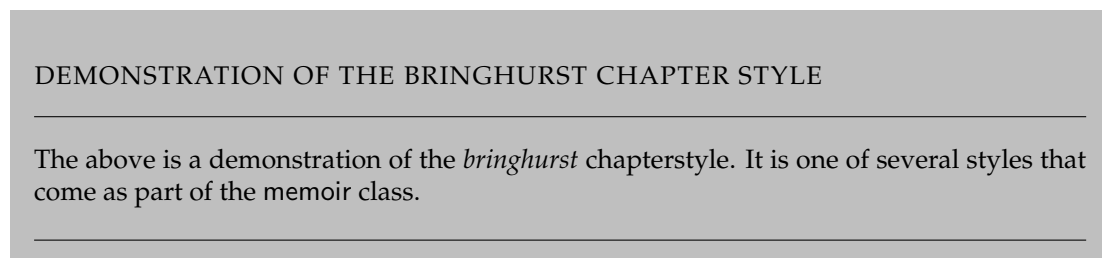 DEMONSTRATION OF THE BRINGHURST CHAPTER STYLE
The above is a demonstration of the bringhurst chapterstyle. It is one of several styles that
come as part of the memoir class.